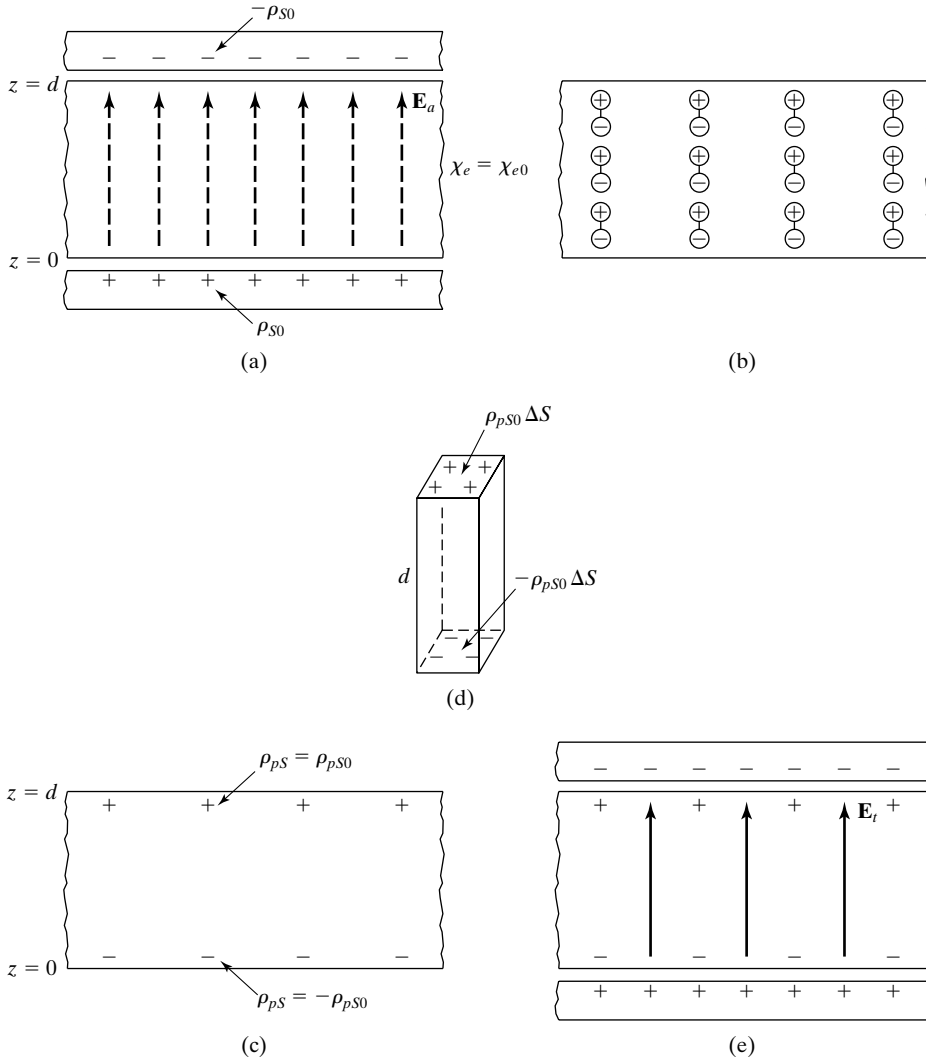 −ρS0
− − − − − − −
z = d
Ea
z = 0
+ + + + + + +
ρS0
(a)
χe = χe0
+ + + +
− − − −
+ + + +
− − − −
+ + + +
− − − −
(b)
ρpS0 ΔS
+ +
+ +
d
−ρpS0 ΔS
− −
− −
(d)
ρpS = ρpS0
z = d
+ + + +
− − − −
z = 0
ρpS = −ρpS0
(c)
− − − − − − −
+ + + +
Et
− − − −
+ + + + + + +
(e)